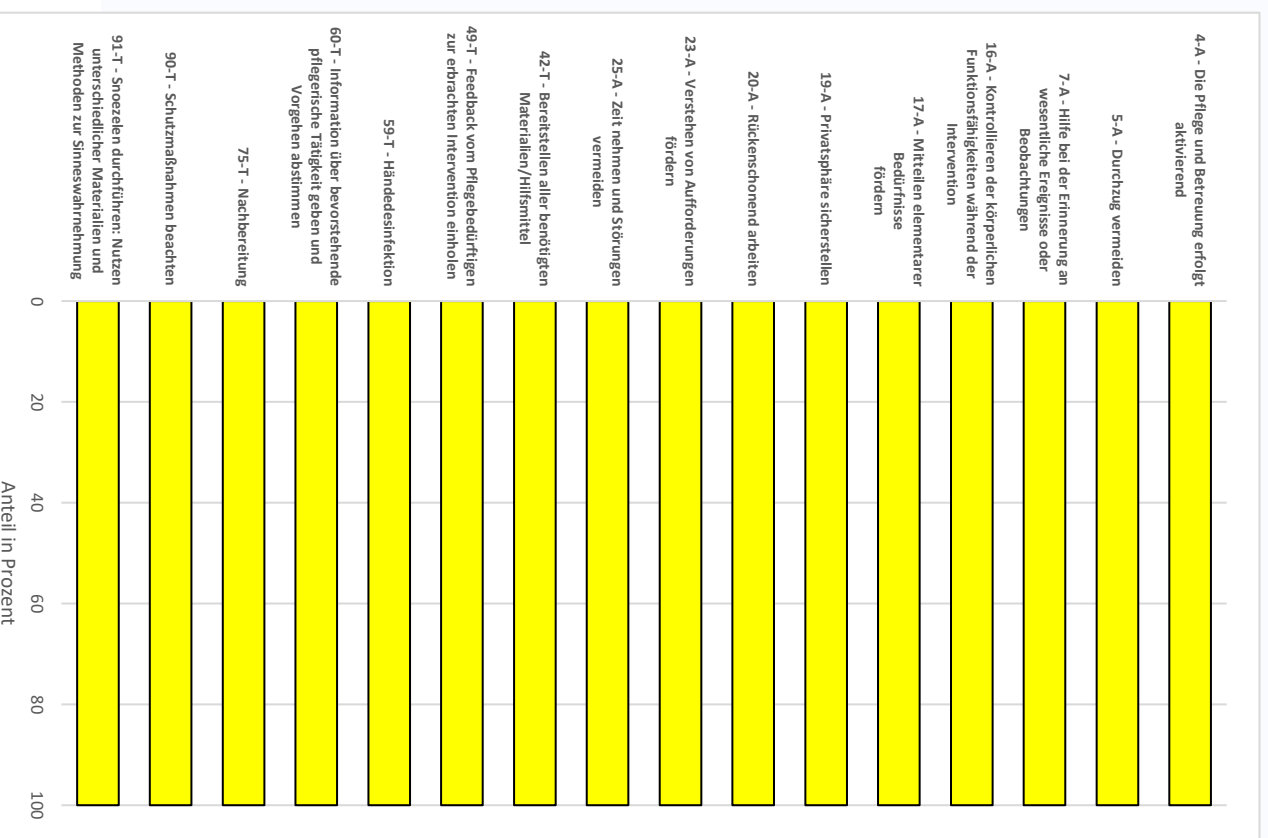 4-A - Die Pflege und Betreuung erfolgt
aktivierend
5-A - Durchzug vermeiden
7-A - Hilfe bei der Erinnerung an
wesentliche Ereignisse oder
Beobachtungen
16-A - Kontrollieren der körperlichen
Funktionsfähigkeiten während der
Intervention
17-A - Mitteilen elementarer
Bedürfnisse
fördern
19-A - Privatsphäre sicherstellen
20-A - Rückenschonend arbeiten
23-A - Verstehen von Aufforderungen
fördern
25-A - Zeit nehmen und Störungen
vermeiden
42-T - Bereitstellen aller benötigten
Materialien/Hilfsmittel
49-T - Feedback vom Pflegebedürftigen
zur erbrachten Intervention einholen
59-T - Händedesinfektion
60-T - Information über bevorstehende
pflegerische Tätigkeit geben und
Vorgehen abstimmen
75-T - Nachbereitung
90-T - Schutzmaßnahmen beachten
91-T - Snoezelen durchführen: Nutzen
unterschiedlicher Materialien und
Methoden zur Sinneswahrnehmung
0
20
40
60
80
100
Anteil in Prozent